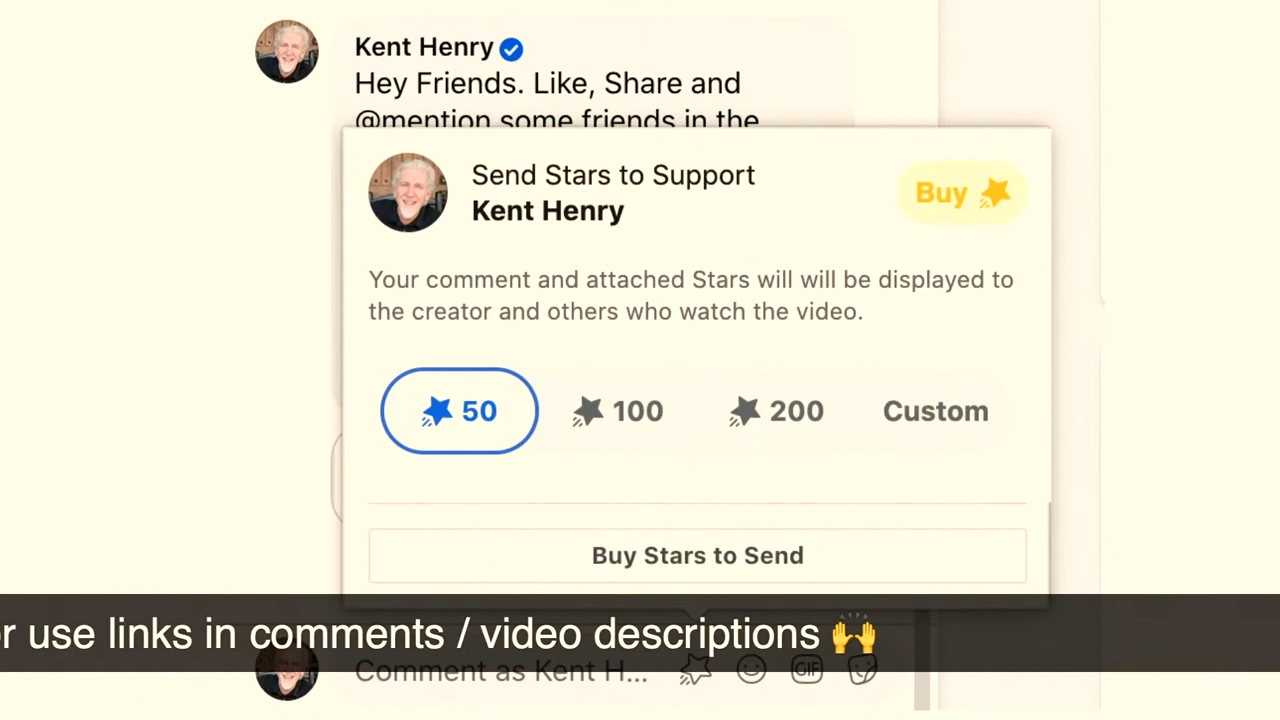 Kent Henry
Hey Friends. Like, Share and
@mention some friends in the
Send Stars to Support
Kent Henry
Buy
Your comment and attached Stars will will be displayed to
the creator and others who watch the video.
50
100
200
Custom
Buy Stars to Send
r use links in comments / video descriptions 🙌
Comment as Kent H...
GIF